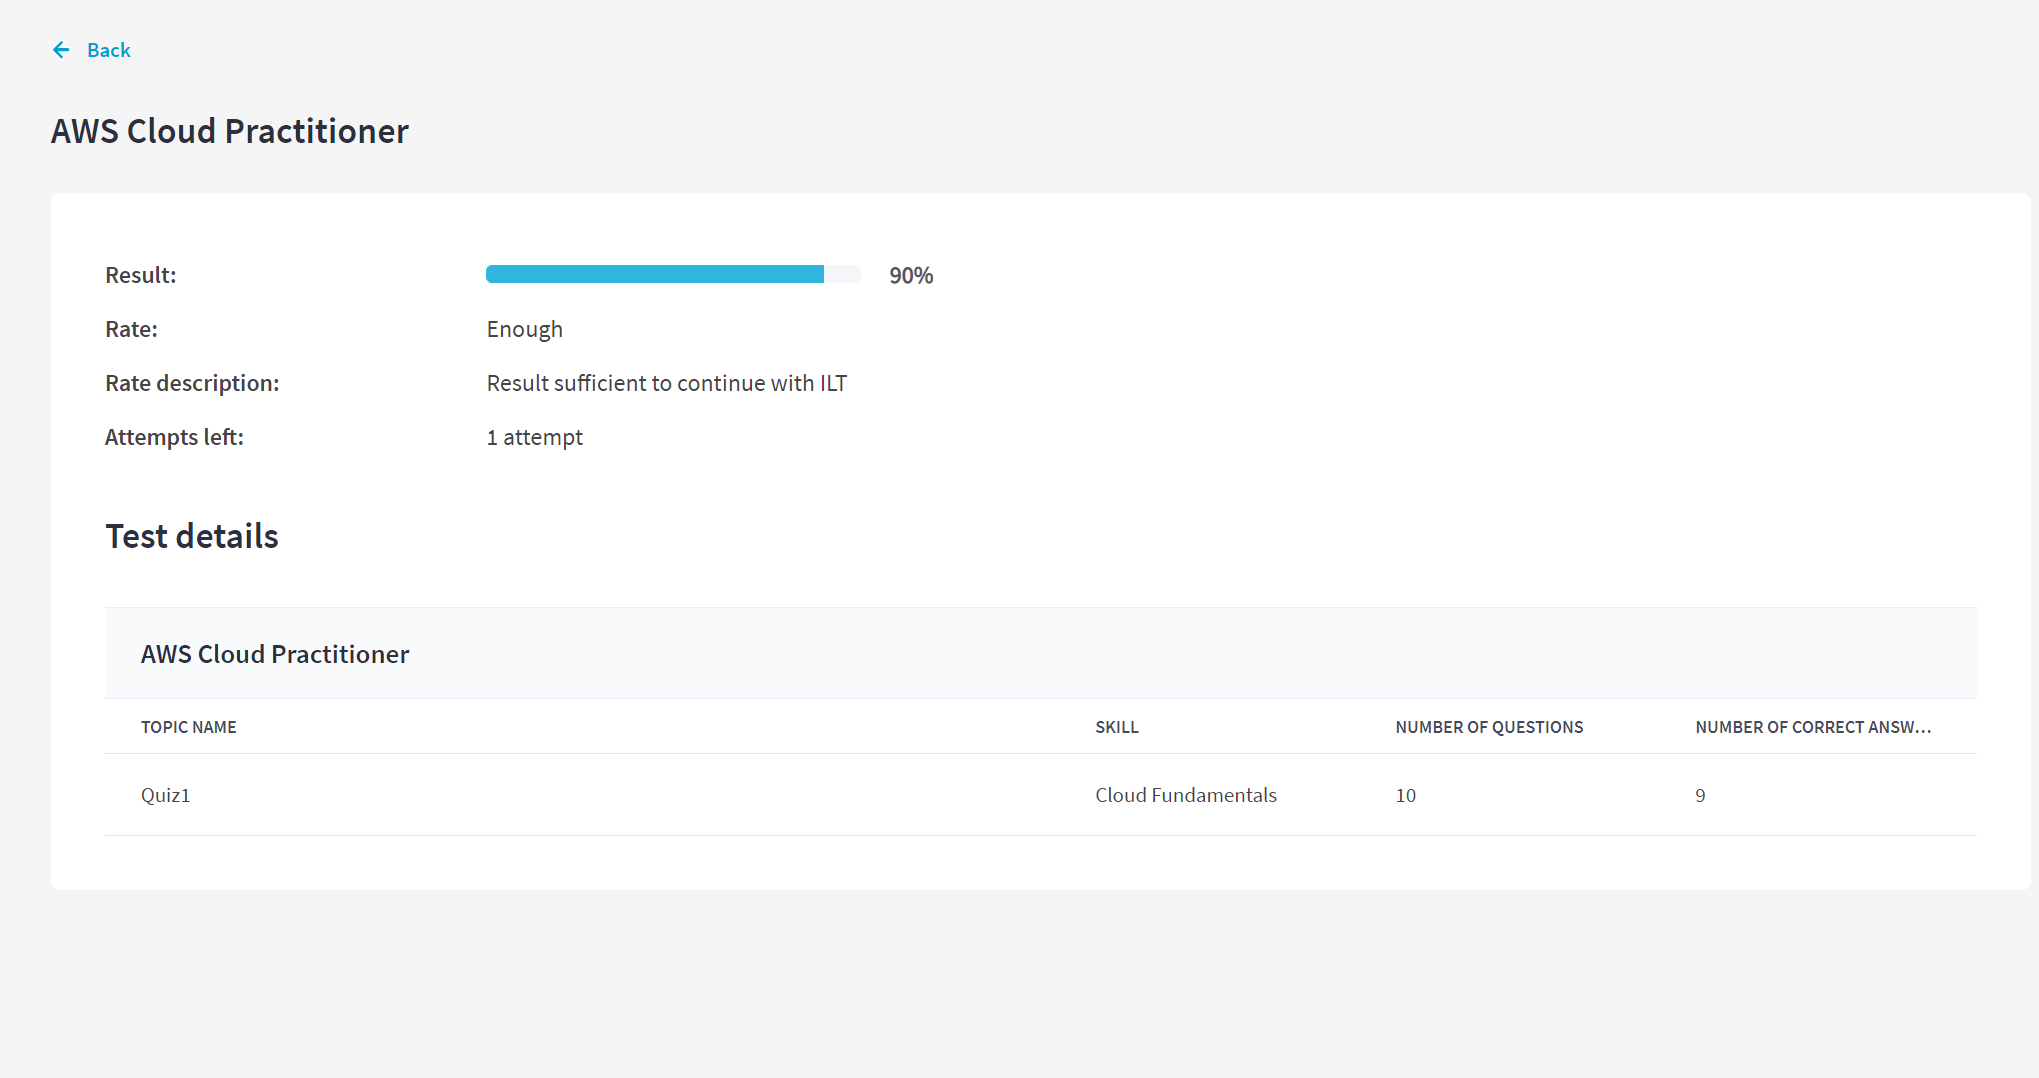 Back
AWS Cloud Practitioner
Result: 90%
Rate: Enough
Rate description: Result sufficient to continue with ILT
Attempts left: 1 attempt
Test details
AWS Cloud Practitioner
TOPIC NAME SKILL NUMBER OF QUESTIONS NUMBER OF CORRECT ANSW...
Quiz1 Cloud Fundamentals 10 9